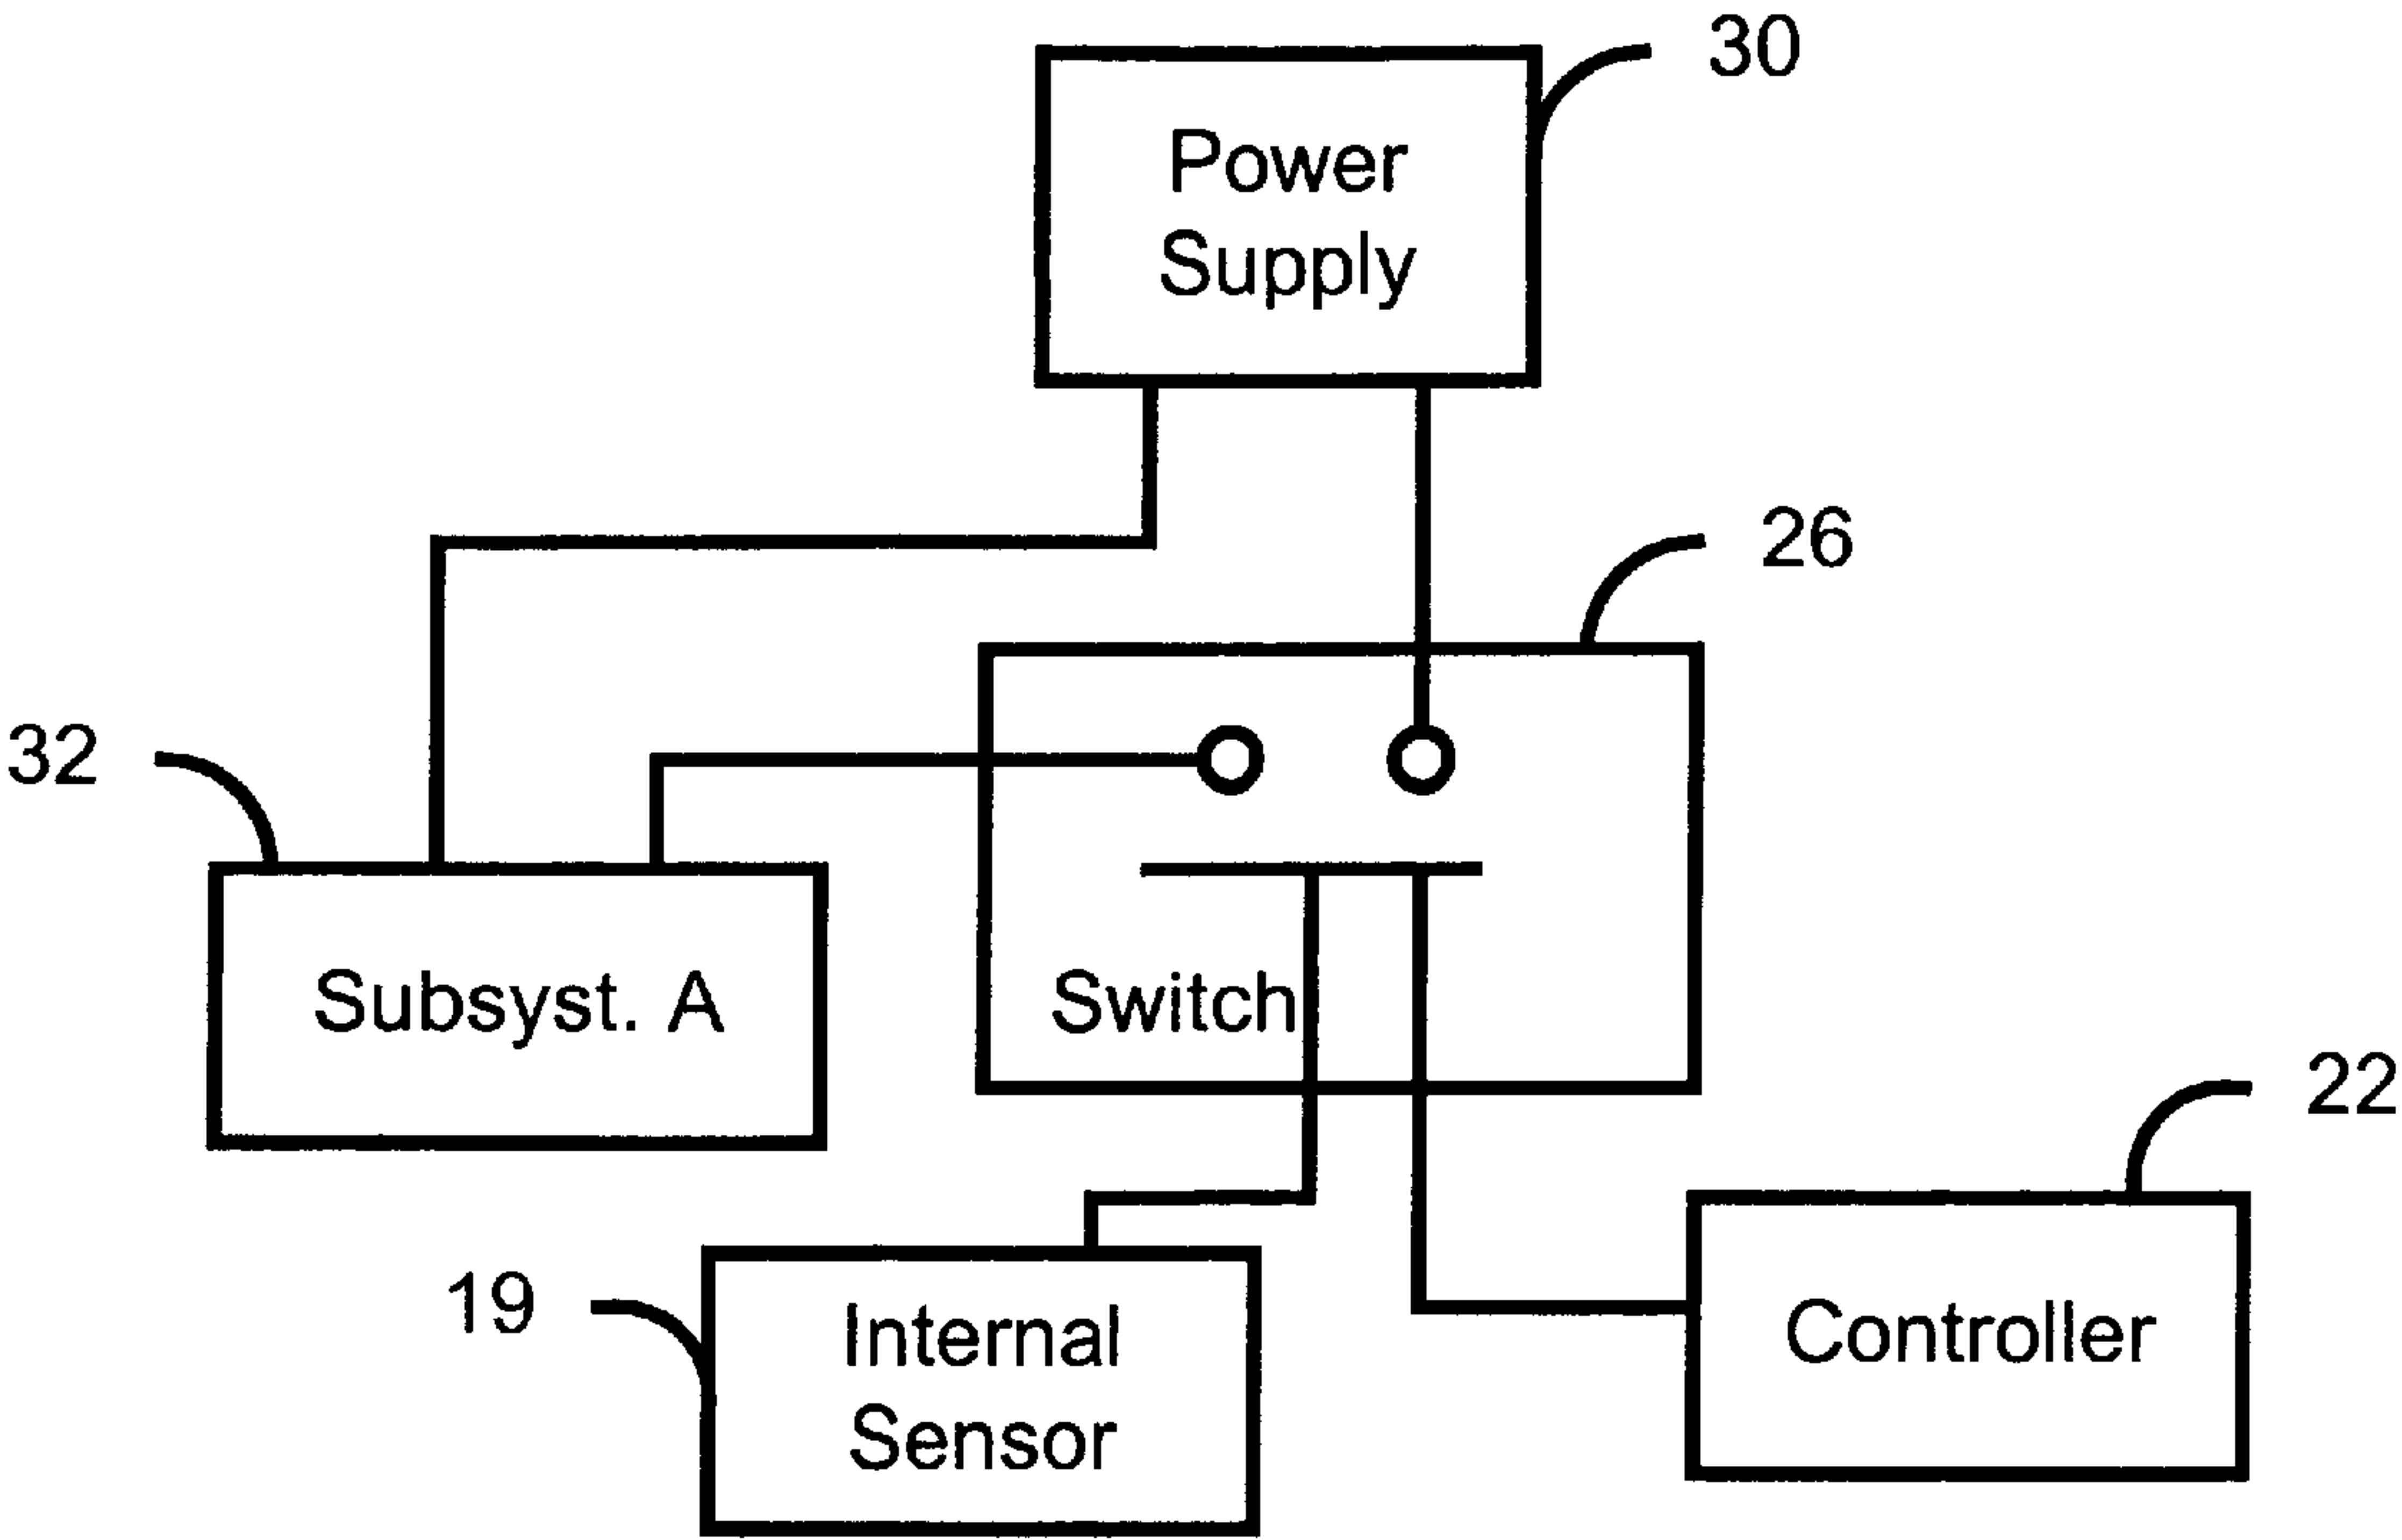 30
Power
Supply
26
32
Subsyst. A
Switch
22
19
Internal
Sensor
Controller